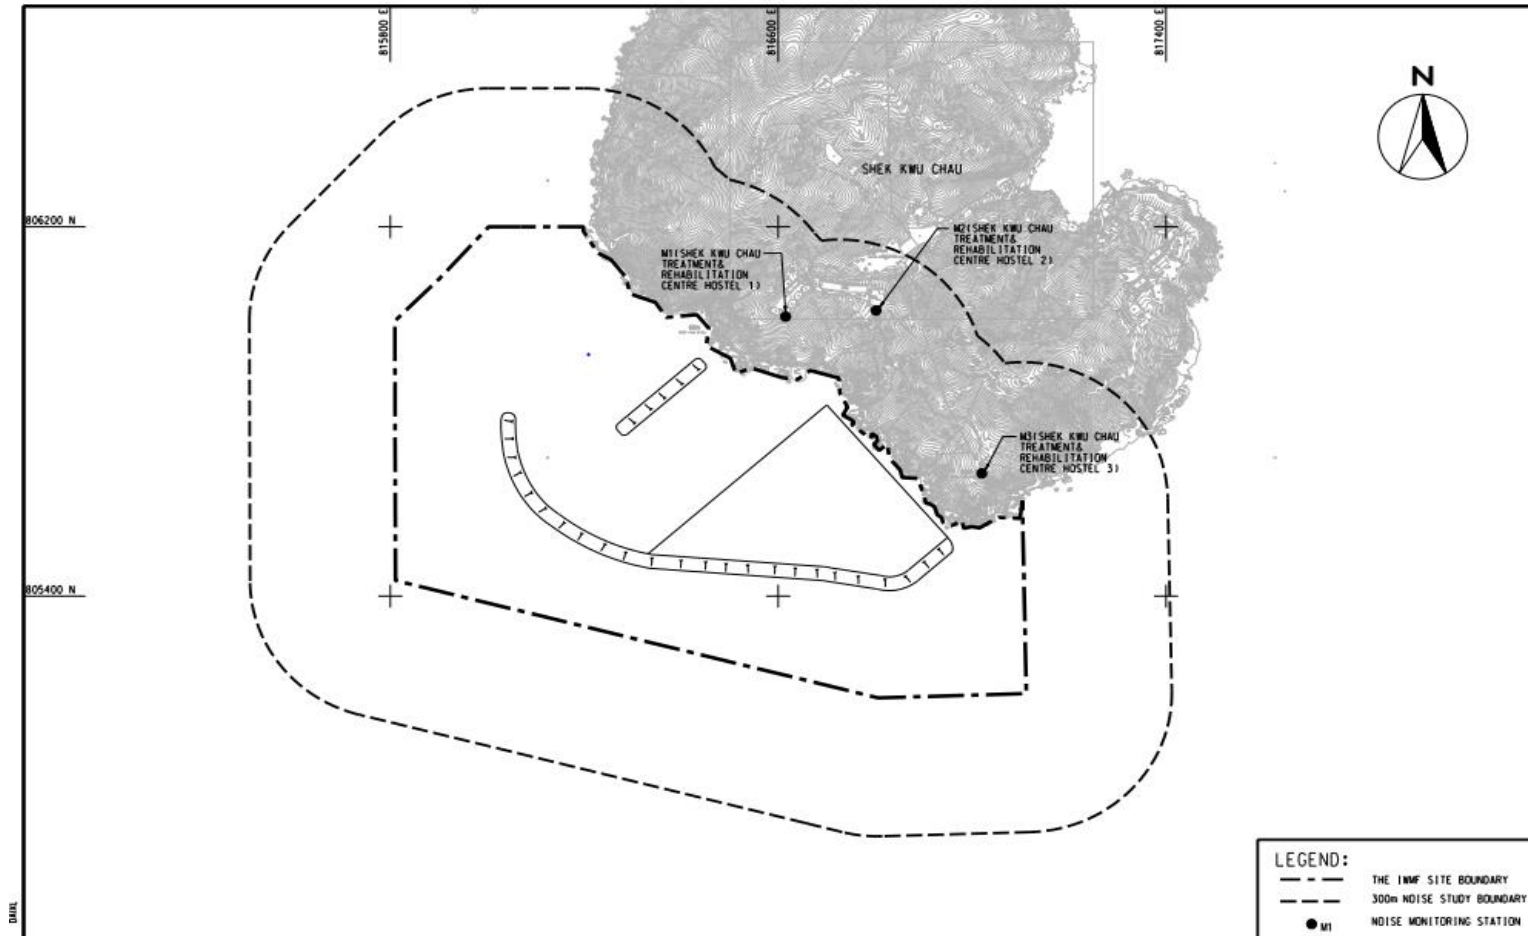 815800 E
816600 E
817400 E
N
SHEK KWU CHAU
806200 N
M1(SHEK KWU CHAU
TREATMENT&
REHABILITATION
CENTRE HOSTEL 1)
M2(SHEK KWU CHAU
TREATMENT&
REHABILITATION
CENTRE HOSTEL 2)
M3(SHEK KWU CHAU
TREATMENT&
REHABILITATION
CENTRE HOSTEL 3)
805400 N
LEGEND:
THE IWMF SITE BOUNDARY
300m NOISE STUDY BOUNDARY
M1 NOISE MONITORING STATION